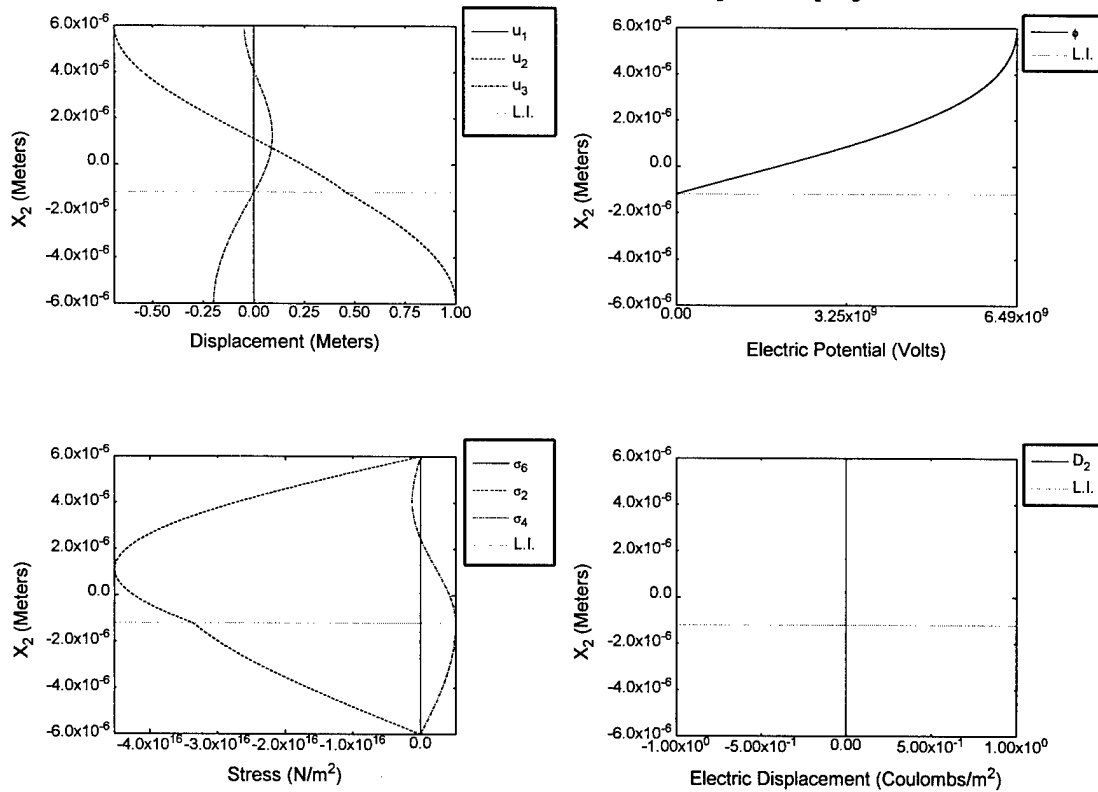 6.0x10⁻⁶
4.0x10⁻⁶
2.0x10⁻⁶
0.0
-2.0x10⁻⁶
-4.0x10⁻⁶
-6.0x10⁻⁶
X₂ (Meters)
-0.50 -0.25 0.00 0.25 0.50 0.75 1.00
Displacement (Meters)
u₁
u₂
u₃
L.I.
6.0x10⁻⁶
4.0x10⁻⁶
2.0x10⁻⁶
0.0
-2.0x10⁻⁶
-4.0x10⁻⁶
-6.0x10⁻⁶
X₂ (Meters)
0.00 3.25x10⁹ 6.49x10⁹
Electric Potential (Volts)
ϕ
L.I.
6.0x10⁻⁶
4.0x10⁻⁶
2.0x10⁻⁶
0.0
-2.0x10⁻⁶
-4.0x10⁻⁶
-6.0x10⁻⁶
X₂ (Meters)
-4.0x10¹⁶ -3.0x10¹⁶ -2.0x10¹⁶ -1.0x10¹⁶ 0.0
Stress (N/m²)
σ₆
σ₂
σ₄
L.I.
6.0x10⁻⁶
4.0x10⁻⁶
2.0x10⁻⁶
0.0
-2.0x10⁻⁶
-4.0x10⁻⁶
-6.0x10⁻⁶
X₂ (Meters)
-1.00x10⁰ -5.00x10⁻¹ 0.00 5.00x10⁻¹ 1.00x10⁰
Electric Displacement (Coulombs/m²)
D₂
L.I.